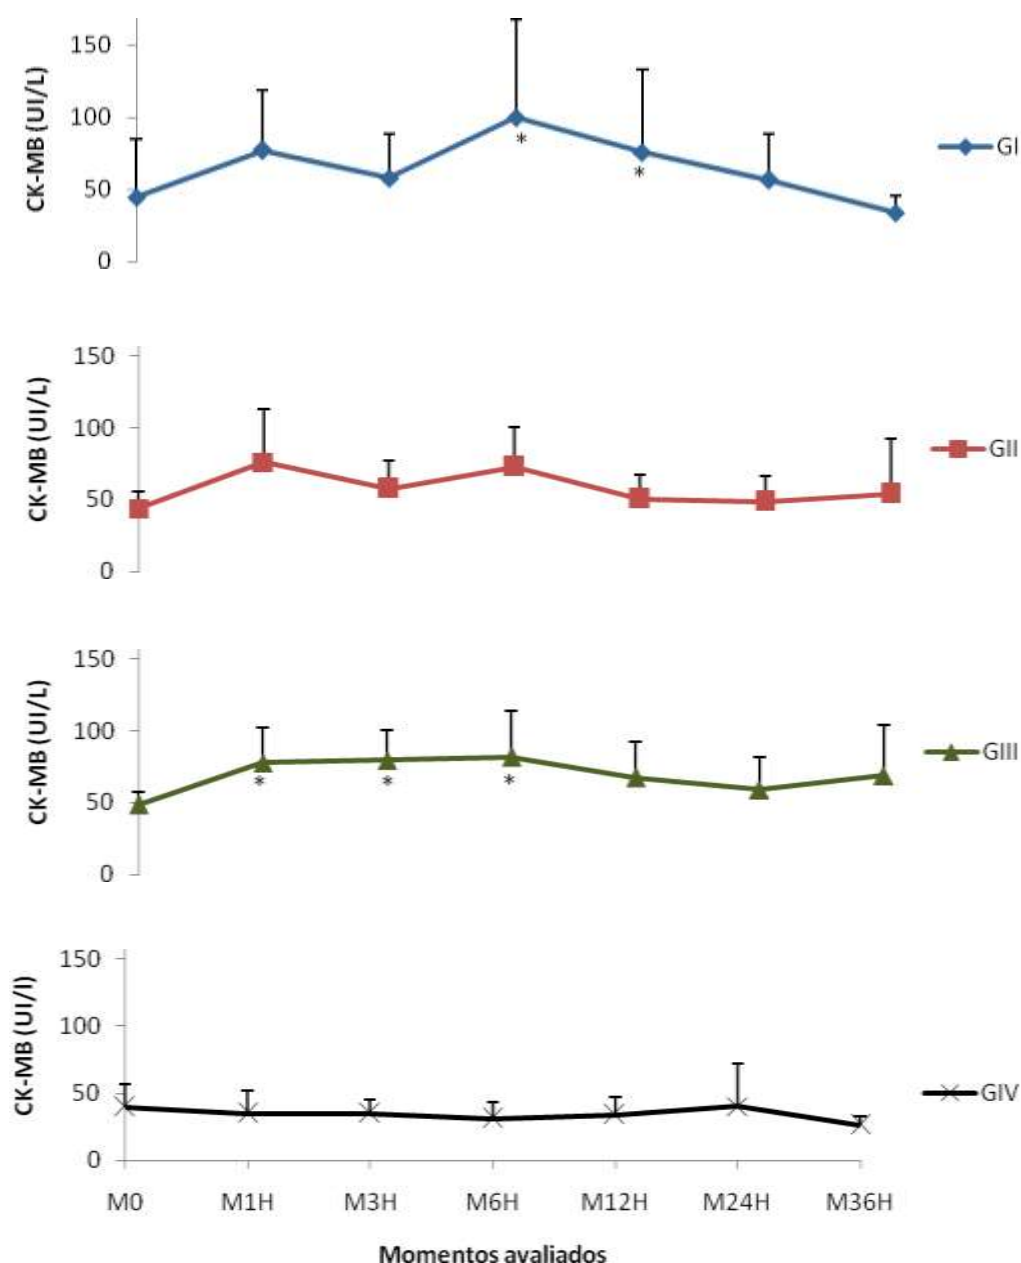 CK-MB (UI/L)
150
100
50
0
*
*
GI
CK-MB (UI/L)
150
100
50
0
GII
CK-MB (UI/L)
150
100
50
0
*
*
*
GIII
CK-MB (UI/l)
150
100
50
0
GIV
M0 M1H M3H M6H M12H M24H M36H
Momentos avaliados